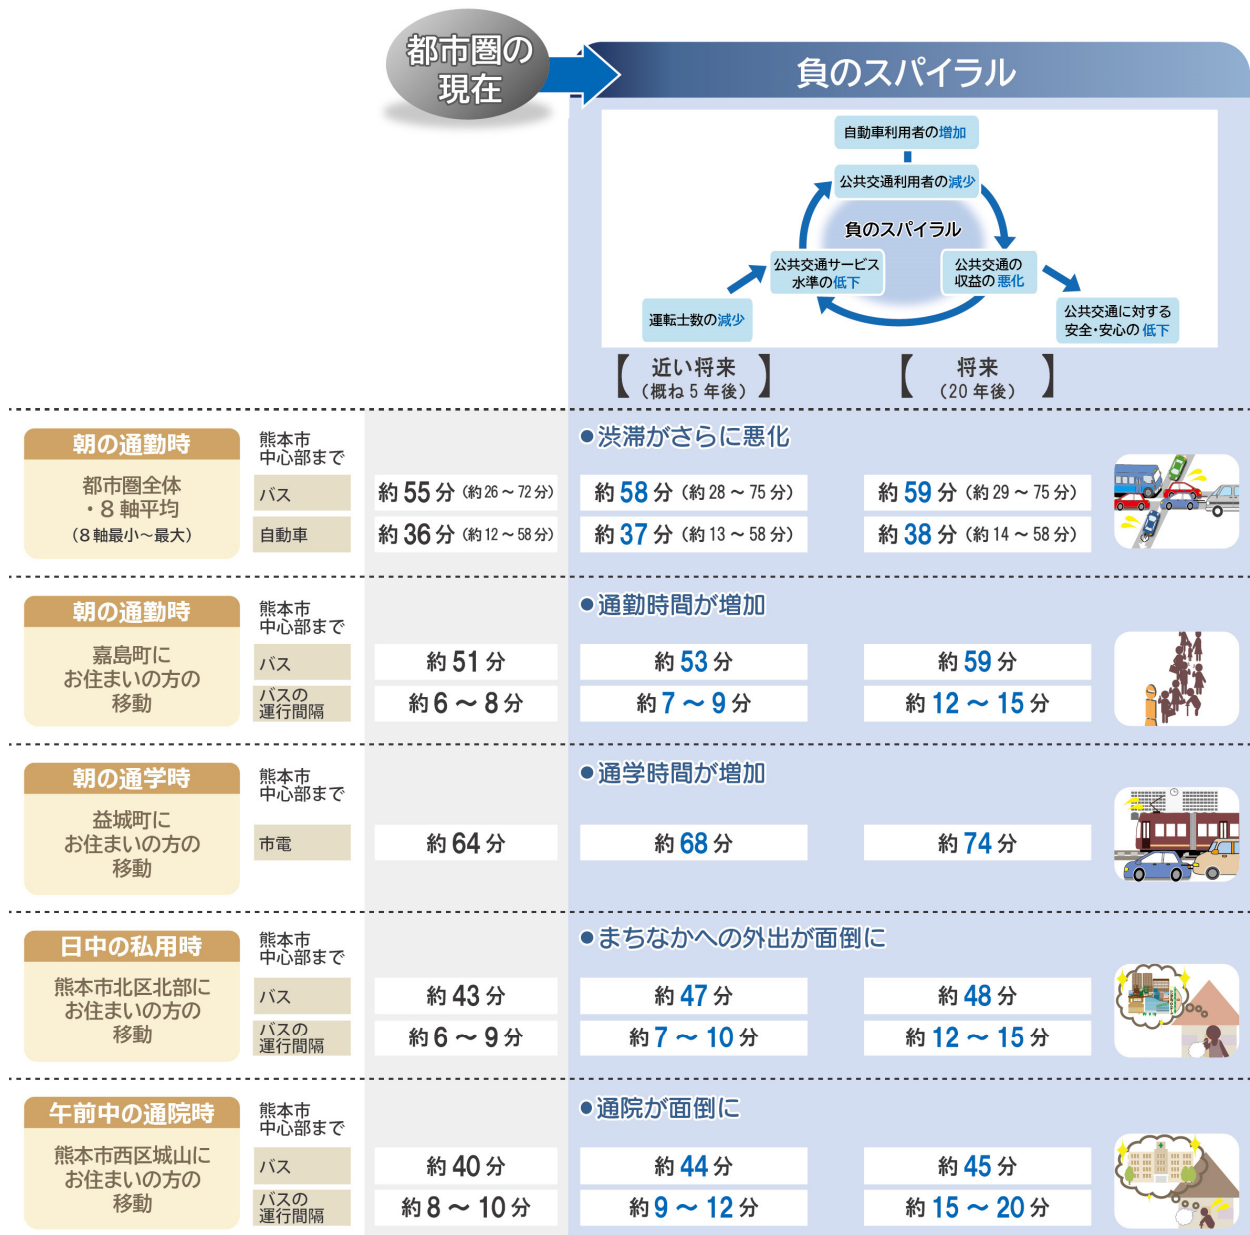 都市圏の
現在
負のスパイラル
自動車利用者の増加
公共交通利用者の減少
負のスパイラル
公共交通サービス
水準の低下
公共交通の
収益の悪化
運転士数の減少
公共交通に対する
安全・安心の低下
【近い将来】
（概ね5年後）
【将来】
（20年後）
朝の通勤時
都市圏全体
・8軸平均
（8軸最小～最大）
熊本市
中心部まで
●渋滞がさらに悪化
バス 約55分（約26～72分） 約58分（約28～75分） 約59分（約29～75分）
自動車 約36分（約12～58分） 約37分（約13～58分） 約38分（約14～58分）
朝の通勤時
嘉島町に
お住まいの方の
移動
熊本市
中心部まで
●通勤時間が増加
バス 約51分 約53分 約59分
バスの
運行間隔 約6～8分 約7～9分 約12～15分
朝の通学時
益城町に
お住まいの方の
移動
熊本市
中心部まで
●通学時間が増加
市電 約64分 約68分 約74分
日中の私用時
熊本市北区北部に
お住まいの方の
移動
熊本市
中心部まで
●まちなかへの外出が面倒に
バス 約43分 約47分 約48分
バスの
運行間隔 約6～9分 約7～10分 約12～15分
午前中の通院時
熊本市西区城山に
お住まいの方の
移動
熊本市
中心部まで
●通院が面倒に
バス 約40分 約44分 約45分
バスの
運行間隔 約8～10分 約9～12分 約15～20分